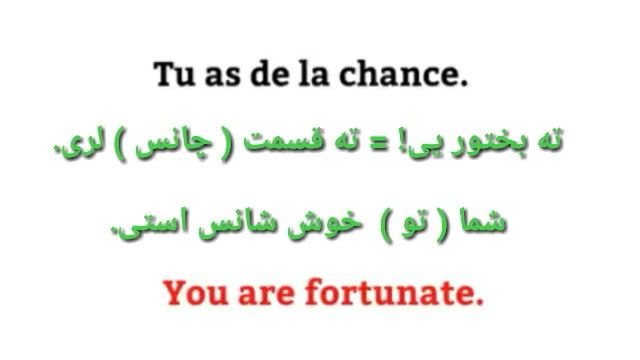 Tu as de la chance.
ته بختور یی! = ته قسمت ( چانس ) لری.
شما ( تو ) خوش شانس استی.
You are fortunate.